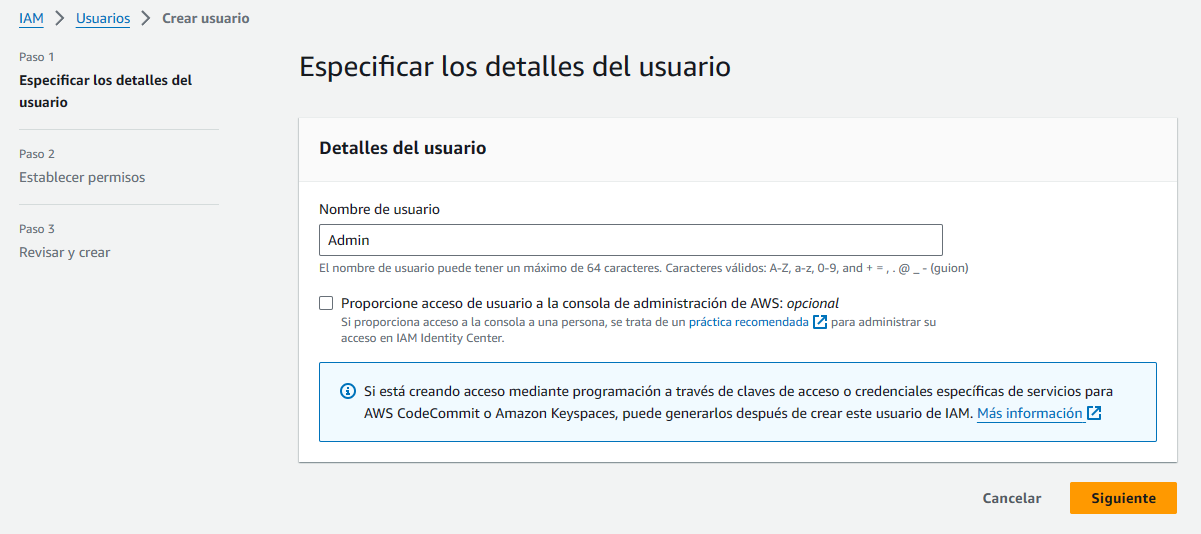 IAM > Usuarios > Crear usuario
Paso 1
Especificar los detalles del
usuario
Paso 2
Establecer permisos
Paso 3
Revisar y crear
Especificar los detalles del usuario
Detalles del usuario
Nombre de usuario
Admin
El nombre de usuario puede tener un máximo de 64 caracteres. Caracteres válidos: A-Z, a-z, 0-9, and + = , . @ _ - (guion)
Proporcione acceso de usuario a la consola de administración de AWS: opcional
Si proporciona acceso a la consola a una persona, se trata de un práctica recomendada para administrar su
acceso en IAM Identity Center.
Si está creando acceso mediante programación a través de claves de acceso o credenciales específicas de servicios para
AWS CodeCommit o Amazon Keyspaces, puede generarlos después de crear este usuario de IAM. Más información
Cancelar
Siguiente